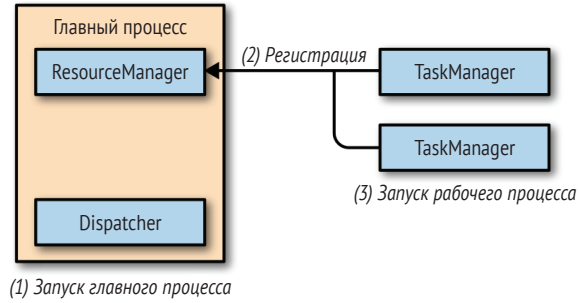 Главный процесс
ResourceManager
(2) Регистрация
TaskManager
TaskManager
(3) Запуск рабочего процесса
Dispatcher
(1) Запуск главного процесса